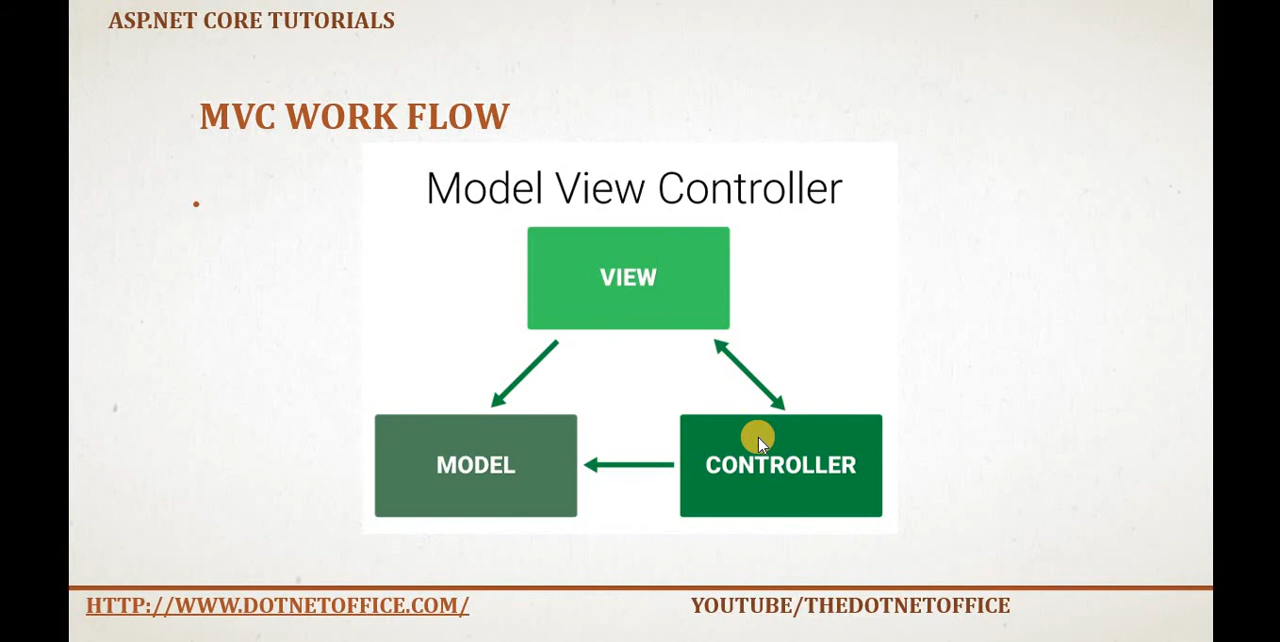 ASP.NET CORE TUTORIALS
MVC WORK FLOW
Model View Controller
VIEW
MODEL
CONTROLLER
HTTP://WWW.DOTNETOFFICE.COM/
YOUTUBE/THEDOTNETOFFICE